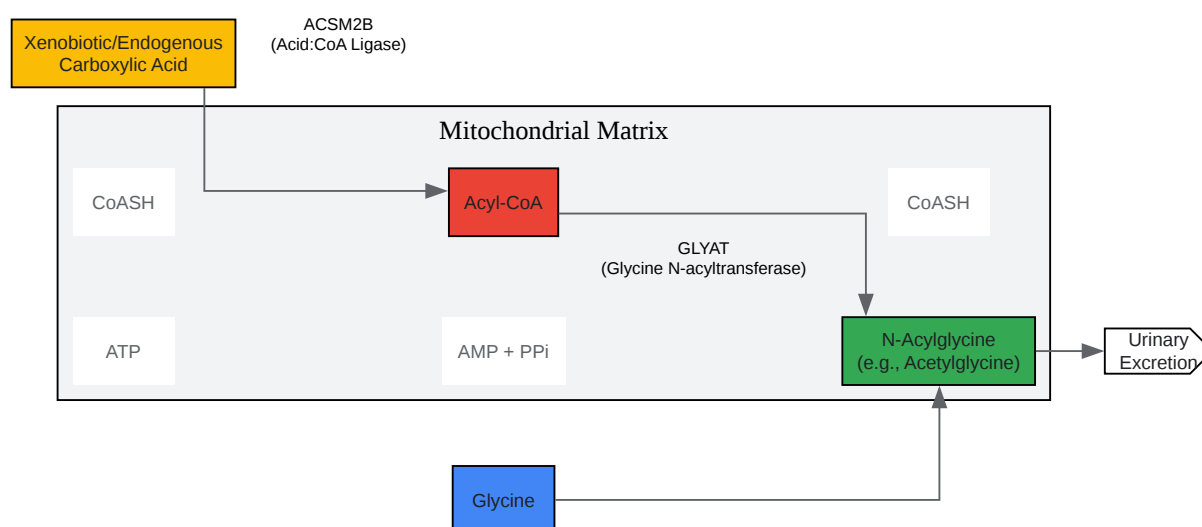 ACSM2B
(Acid:CoA Ligase)
Xenobiotic/Endogenous
Carboxylic Acid
Mitochondrial Matrix
CoASH
Acyl-CoA
CoASH
GLYAT
(Glycine N-acyltransferase)
ATP
AMP + PPi
N-Acylglycine
(e.g., Acetylglycine)
Urinary
Excretion
Glycine